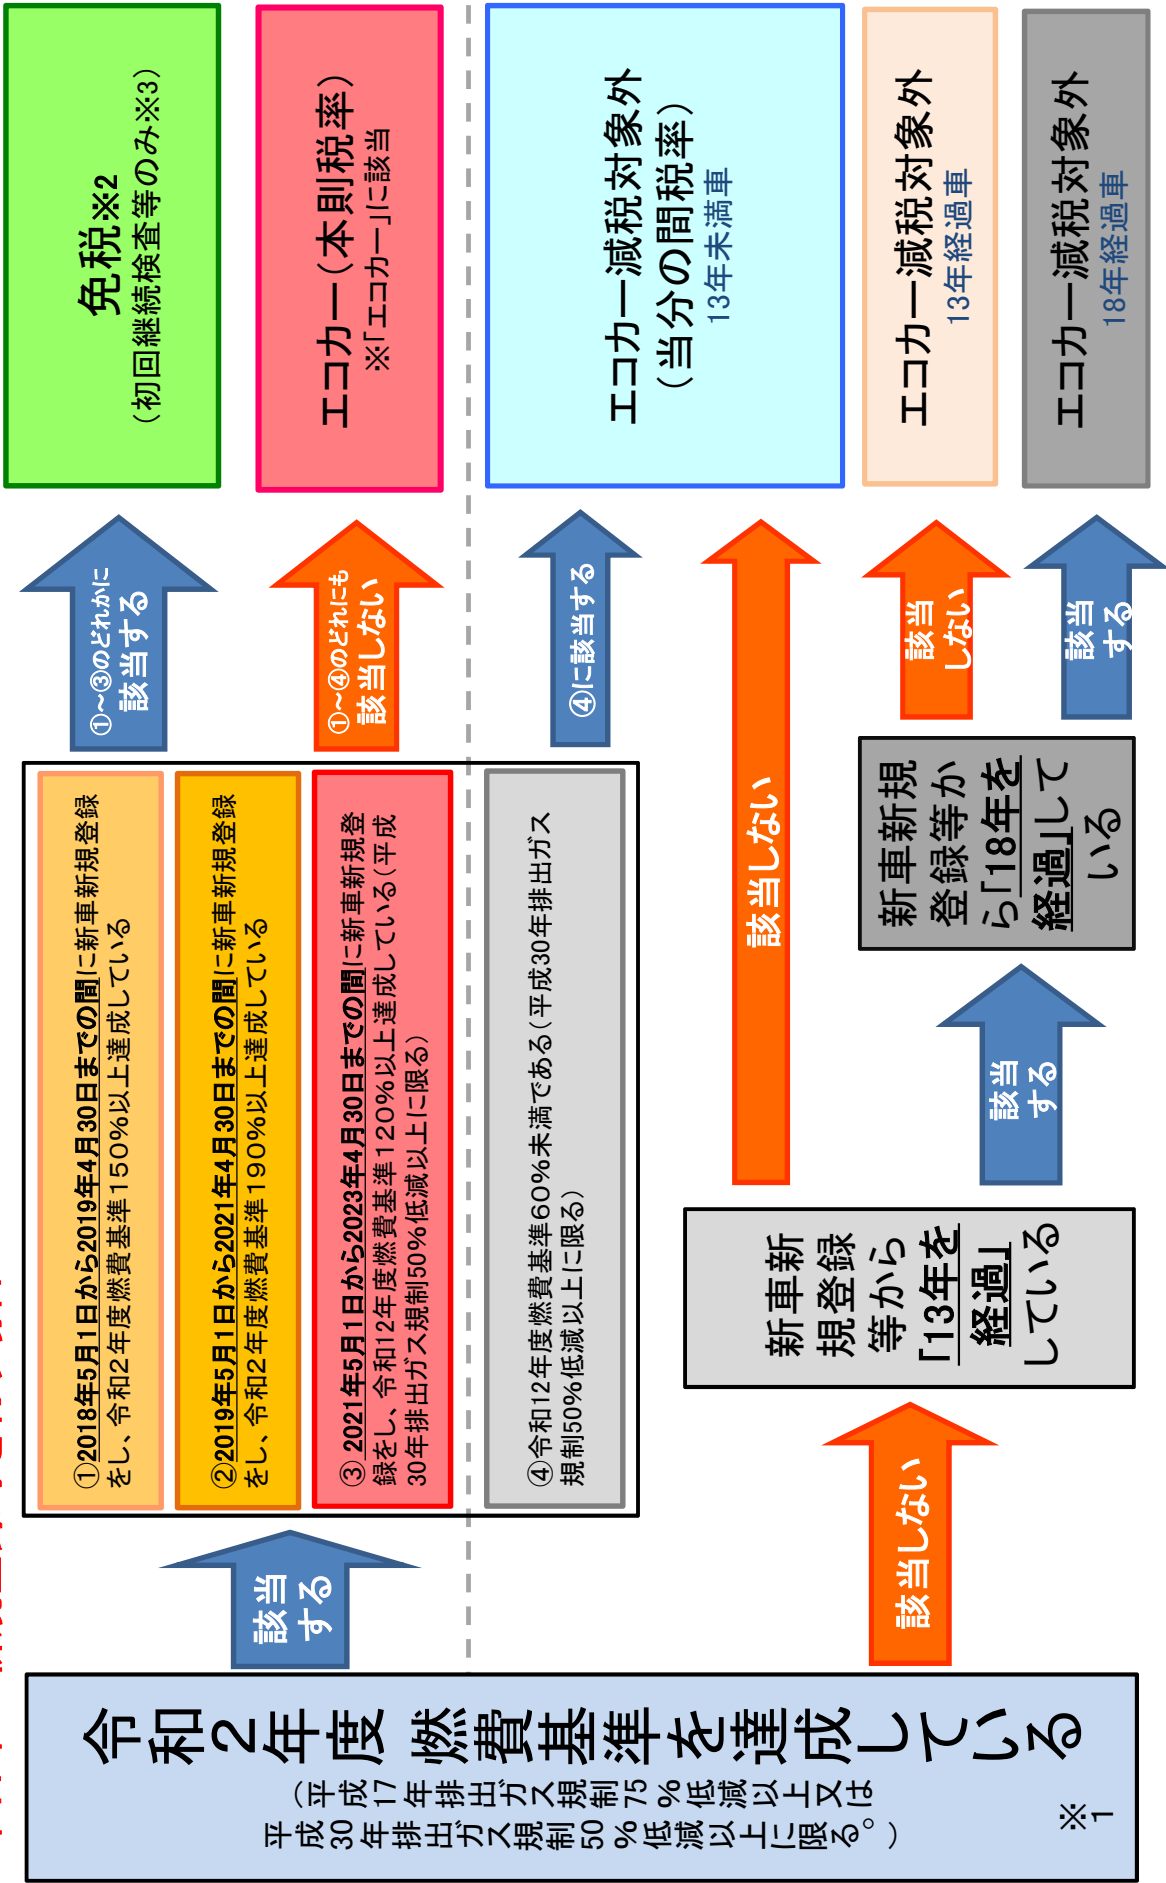 令和２年度 燃費基準を達成している
（平成17年排出ガス規制75％低減以上又は
平成30年排出ガス規制50％低減以上に限る。）
※
1
該当
する
①2018年5月1日から2019年4月30日までの間に新車新規登録
をし、令和２年度燃費基準１５０％以上達成している
②2019年5月1日から2021年4月30日までの間に新車新規登録
をし、令和２年度燃費基準１９０％以上達成している
③ 2021年5月1日から2023年4月30日までの間に新車新規登
録をし、令和12年度燃費基準１２０％以上達成している（平成
30年排出ガス規制50％低減以上に限る）
④令和12年度燃費基準６０％未満である（平成30年排出ガス
規制50％低減以上に限る）
①～③のどれかに
該当する
免税※2
（初回継続検査等のみ※3）
①～④のどれにも
該当しない
エコカー（本則税率）
※「エコカー」に該当
④に該当する
エコカー減税対象外
（当分の間税率）
13年未満車
該当しない
新車新
規登録
等から
「13年を
経過」
している
該当しない
該当
する
新車新規
登録等か
ら「18年を
経過」して
いる
該当
しない
エコカー減税対象外
13年経過車
該当
する
エコカー減税対象外
18年経過車